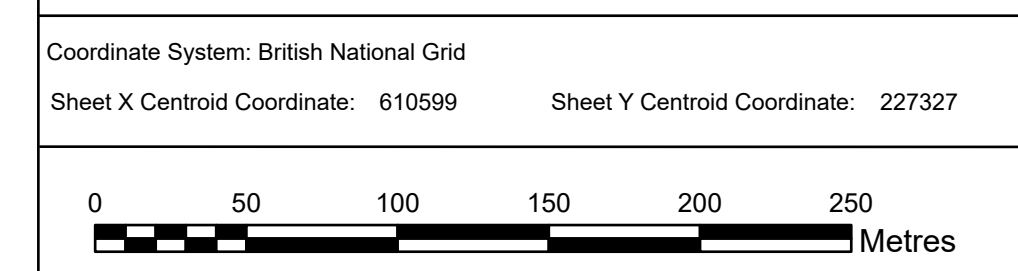 Coordinate System: British National Grid
Sheet X Centroid Coordinate: 610599 Sheet Y Centroid Coordinate: 227327
0 50 100 150 200 250
Metres